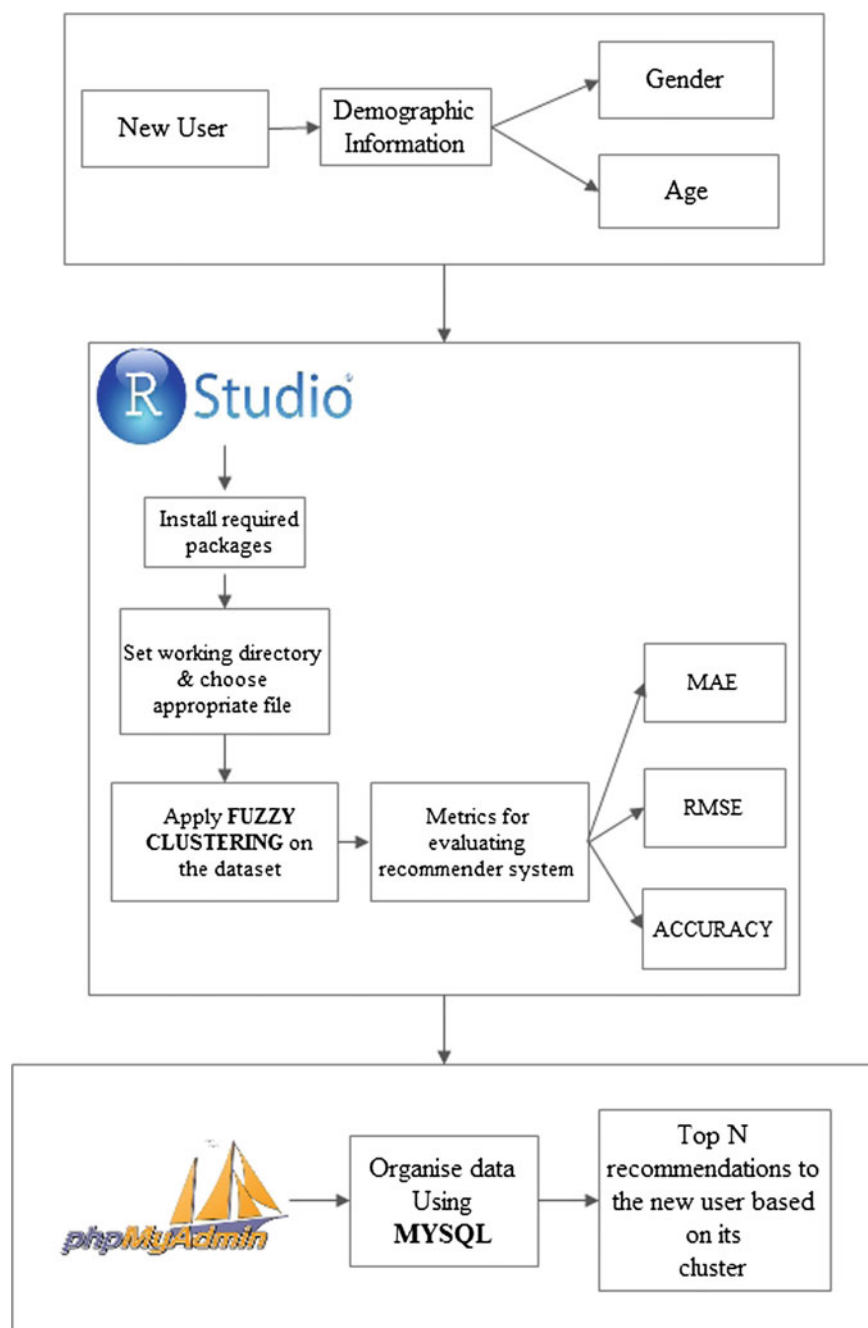 New User
Demographic
Information
Gender
Age
R Studio
Install required
packages
Set working directory
& choose
appropriate file
Apply FUZZY
CLUSTERING on
the dataset
Metrics for
evaluating
recommender system
MAE
RMSE
ACCURACY
phpMyAdmin
Organise data
Using
MYSQL
Top N
recommendations to
the new user based
on its
cluster